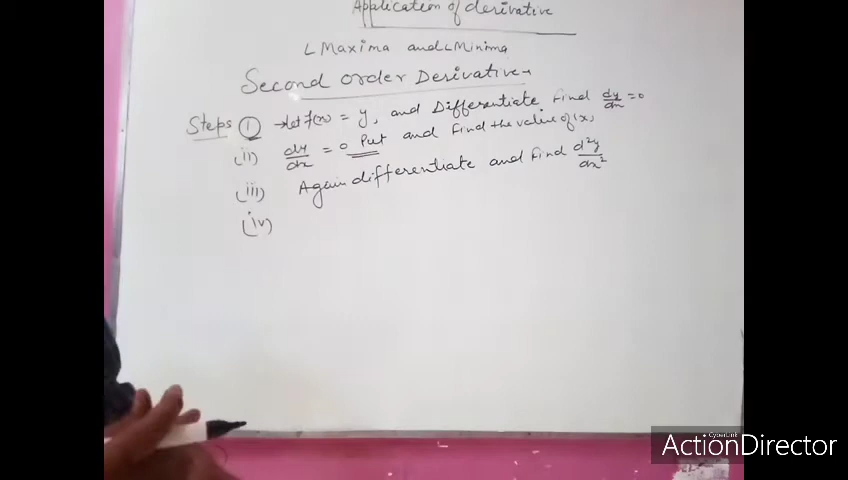 Application of derivative
Maxima and Minima
Second order Derivative
Steps (i) → let f(x) = y, and Differentiate. Find dy/dx = 0
(ii) dy/dx = 0 Put and find the value of (x,
(iii) Again differentiate and find d²y/dx²
(iv)
CyberLink
ActionDirector